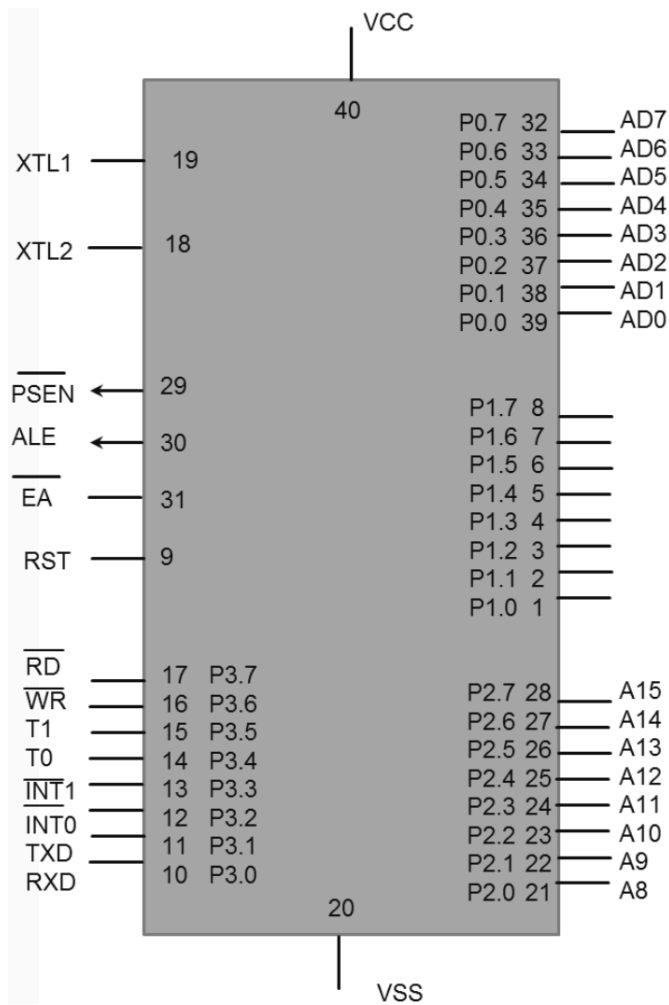 VCC
40
P0.7 32 AD7
P0.6 33 AD6
XTL1 19 P0.5 34 AD5
P0.4 35 AD4
P0.3 36 AD3
XTL2 18 P0.2 37 AD2
P0.1 38 AD1
P0.0 39 AD0
PSEN 29
P1.7 8
ALE 30 P1.6 7
P1.5 6
EA 31 P1.4 5
P1.3 4
RST 9 P1.2 3
P1.1 2
P1.0 1
RD 17 P3.7
WR 16 P3.6 P2.7 28 A15
T1 15 P3.5 P2.6 27 A14
T0 14 P3.4 P2.5 26 A13
INT1 13 P3.3 P2.4 25 A12
INT0 12 P3.2 P2.3 24 A11
TXD 11 P3.1 P2.2 23 A10
RXD 10 P3.0 P2.1 22 A9
P2.0 21 A8
20
VSS